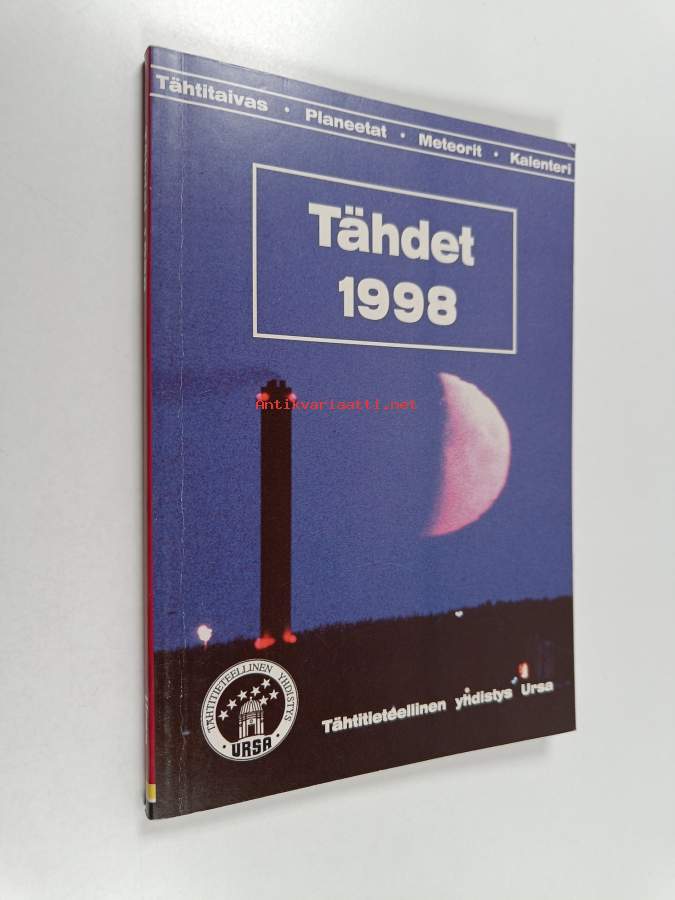 Tähtitaivas • Planeetat • Meteorit • Kalenteri
Tähdet
1998
Antikvariaatti.net
TÄHTITIETEELLINEN YHDISTYS
• URSA •
Tähtitieteellinen yhdistys Ursa